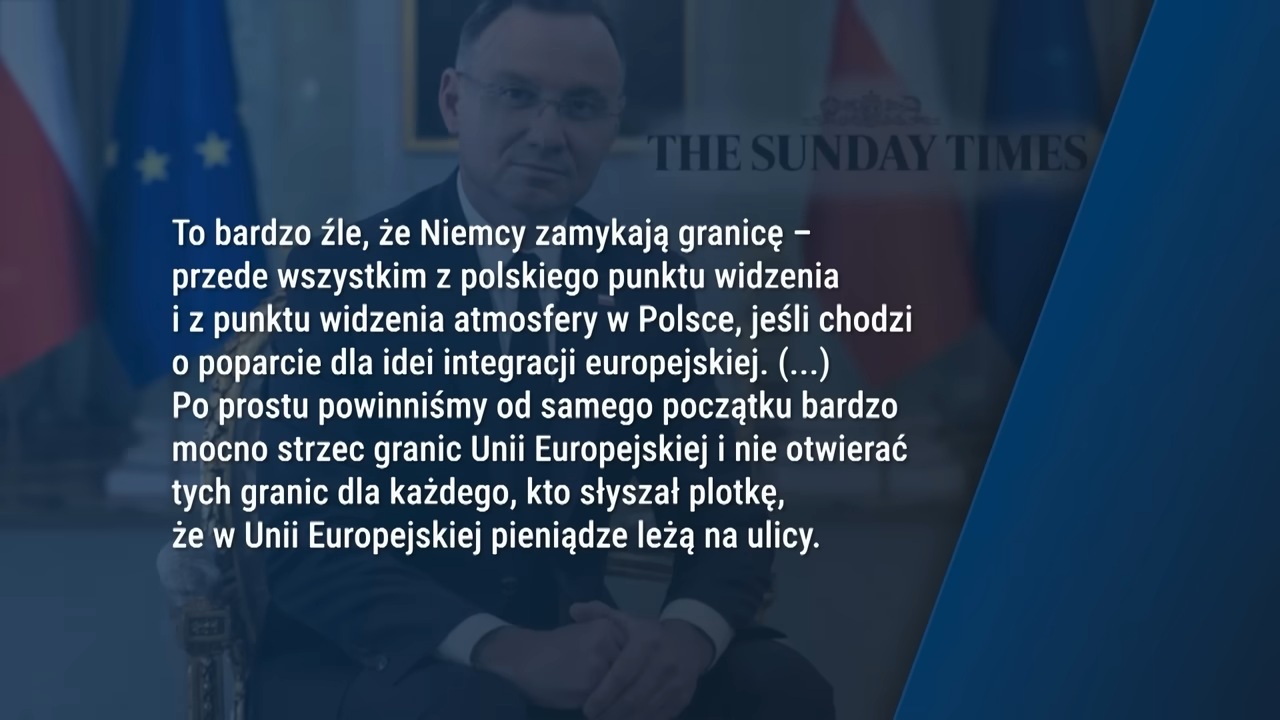 THE SUNDAY TIMES
To bardzo źle, że Niemcy zamykają granicę –
przede wszystkim z polskiego punktu widzenia
i z punktu widzenia atmosfery w Polsce, jeśli chodzi
o poparcie dla idei integracji europejskiej. (...)
Po prostu powinniśmy od samego początku bardzo
mocno strzec granic Unii Europejskiej i nie otwierać
tych granic dla każdego, kto słyszał plotkę,
że w Unii Europejskiej pieniądze leżą na ulicy.